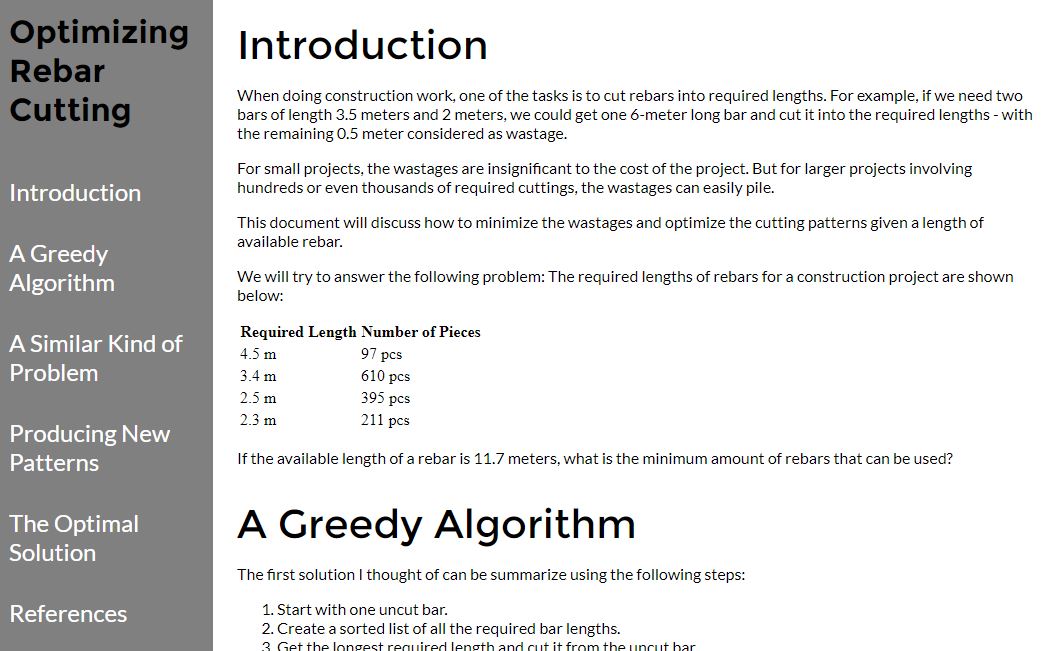 Optimizing
Rebar
Cutting
Introduction
A Greedy
Algorithm
A Similar Kind of
Problem
Producing New
Patterns
The Optimal
Solution
References
Introduction
When doing construction work, one of the tasks is to cut rebars into required lengths. For example, if we need two
bars of length 3.5 meters and 2 meters, we could get one 6-meter long bar and cut it into the required lengths - with
the remaining 0.5 meter considered as wastage.
For small projects, the wastages are insignificant to the cost of the project. But for larger projects involving
hundreds or even thousands of required cuttings, the wastages can easily pile.
This document will discuss how to minimize the wastages and optimize the cutting patterns given a length of
available rebar.
We will try to answer the following problem: The required lengths of rebars for a construction project are shown
below:
Required Length Number of Pieces
4.5 m 97 pcs
3.4 m 610 pcs
2.5 m 395 pcs
2.3 m 211 pcs
If the available length of a rebar is 11.7 meters, what is the minimum amount of rebars that can be used?
A Greedy Algorithm
The first solution I thought of can be summarize using the following steps:
1. Start with one uncut bar.
2. Create a sorted list of all the required bar lengths.
3. Get the longest required length and cut it from the uncut bar